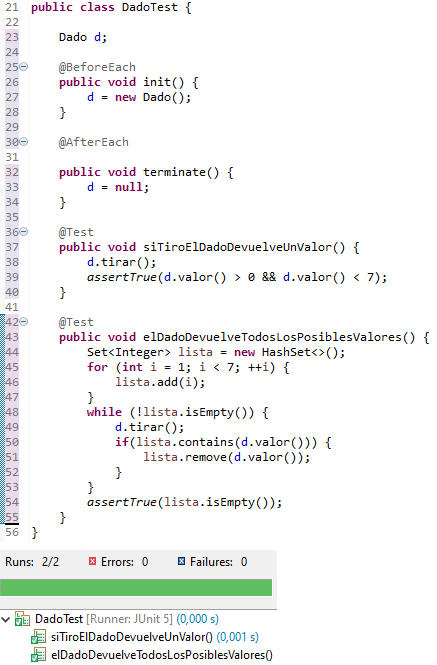 21 public class DadoTest {
22
23     Dado d;
24
25     @BeforeEach
26     public void init() {
27         d = new Dado();
28     }
29
30     @AfterEach
31
32     public void terminate() {
33         d = null;
34     }
35
36     @Test
37     public void siTiroElDadoDevuelveUnValor() {
38         d.tirar();
39         assertTrue(d.valor() > 0 && d.valor() < 7);
40     }
41
42     @Test
43     public void elDadoDevuelveTodosLosPosiblesValores() {
44         Set<Integer> lista = new HashSet<>();
45         for (int i = 1; i < 7; ++i) {
46             lista.add(i);
47         }
48         while (!lista.isEmpty()) {
49             d.tirar();
50             if(lista.contains(d.valor())) {
51                 lista.remove(d.valor());
52             }
53         }
54         assertTrue(lista.isEmpty());
55     }
56 }
Runs: 2/2 Errors: 0 Failures: 0
DadoTest [Runner: JUnit 5] (0,000 s)
siTiroElDadoDevuelveUnValor() (0,001 s)
elDadoDevuelveTodosLosPosiblesValores()